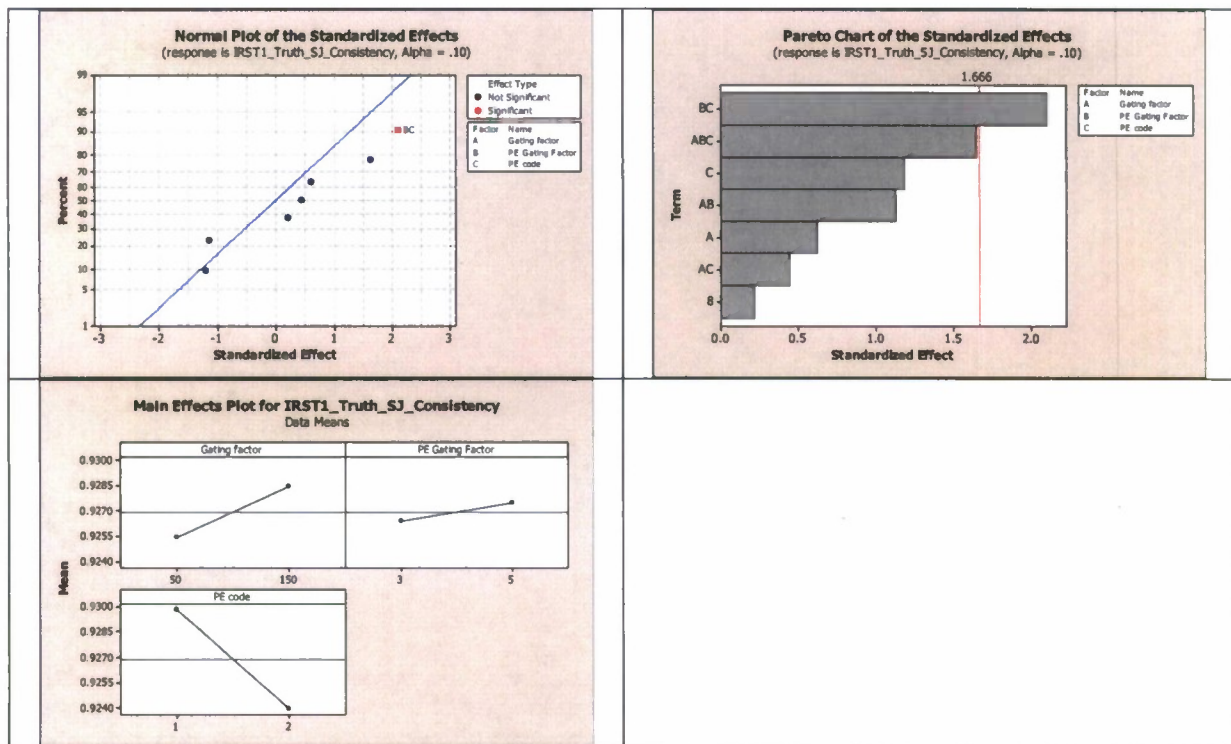 Normal Plot of the Standardized Effects
(response is IRST1_Truth_SJ_Consistency, Alpha = .10)
99
95
90
80
70
60
50
40
30
20
10
5
1
Percent
BC
-3 -2 -1 0 1 2 3
Standardized Effect
Effect Type
Not Significant
Significant
Factor Name
A Gating factor
B PE Gating Factor
C PE code
Pareto Chart of the Standardized Effects
(response is IRST1_Truth_SJ_Consistency, Alpha = .10)
1.666
Term
BC
ABC
C
AB
A
AC
B
0.0 0.5 1.0 1.5 2.0
Standardized Effect
Factor Name
A Gating factor
B PE Gating Factor
C PE code
Main Effects Plot for IRST1_Truth_SJ_Consistency
Data Means
Gating factor PE Gating Factor
0.9300
0.9285
0.9270
0.9255
0.9240
50 150 3 5
Mean
PE code
0.9300
0.9285
0.9270
0.9255
0.9240
1 2